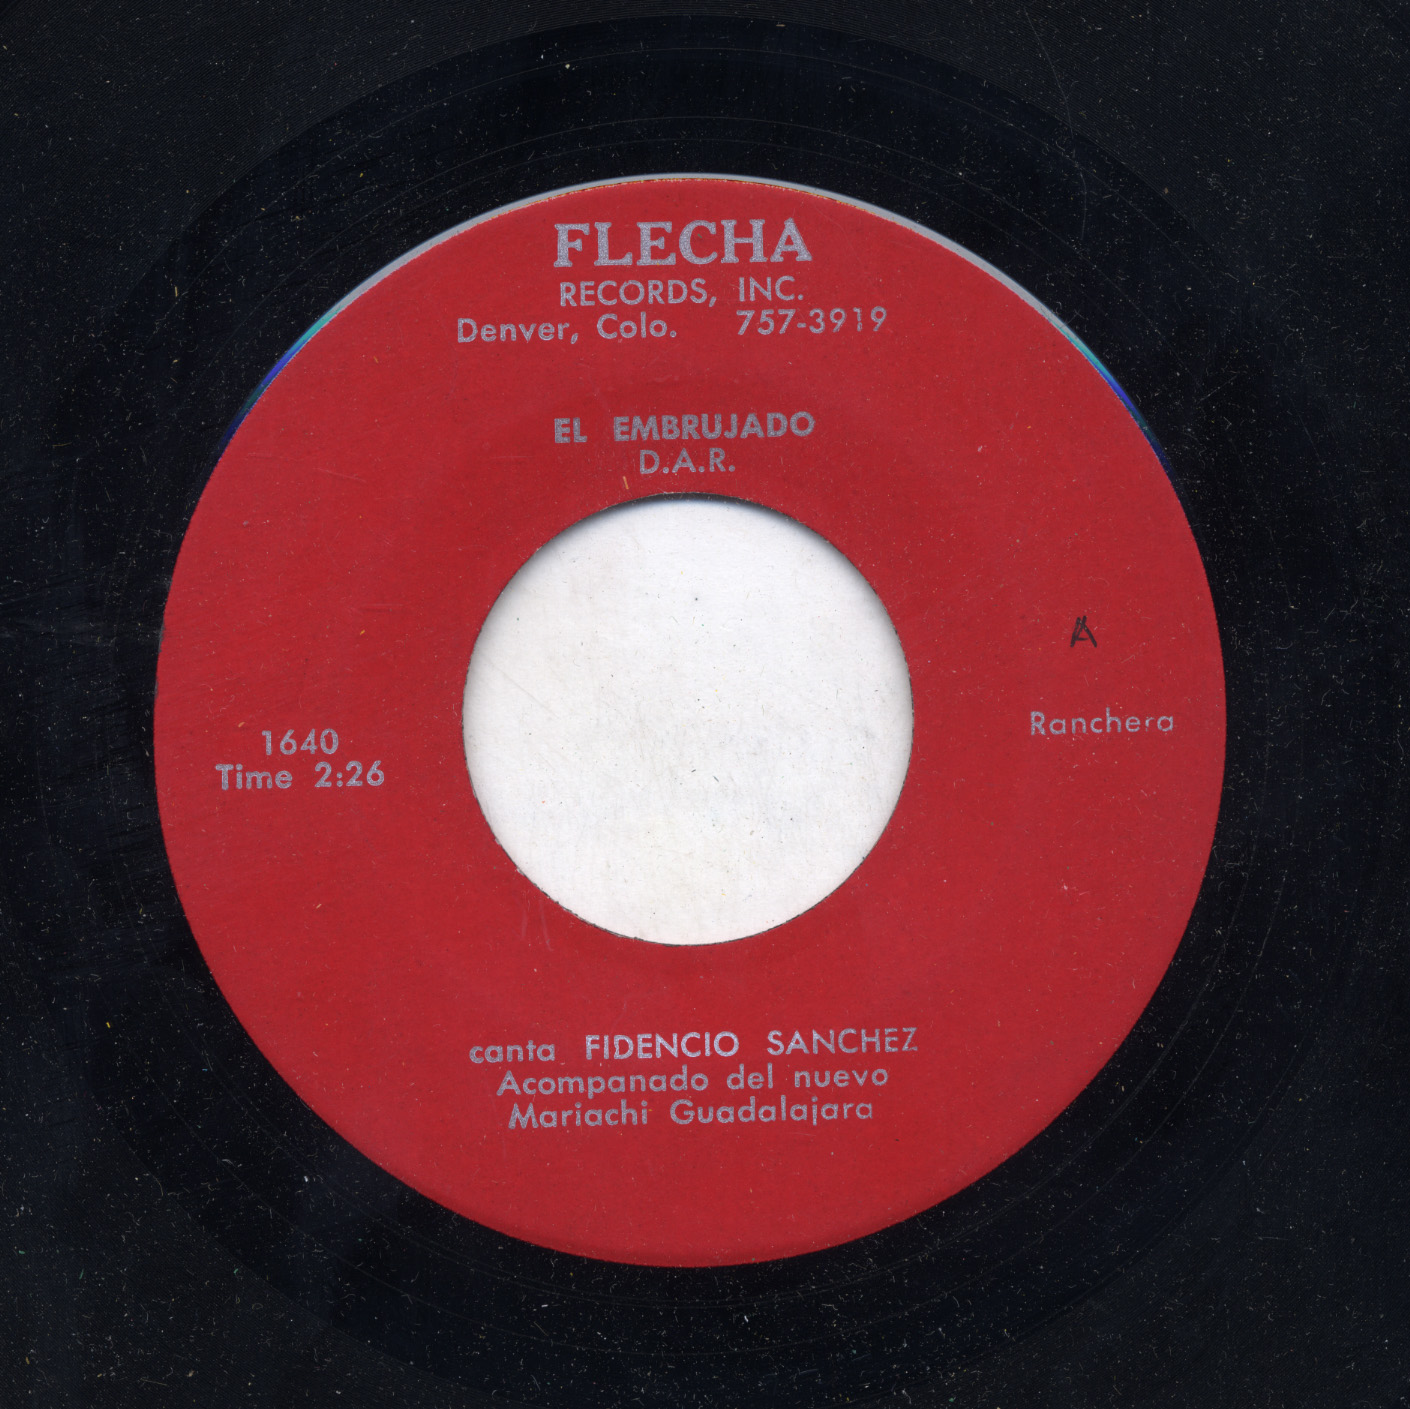 FLECHA
RECORDS, INC.
Denver, Colo. 757-3919
EL EMBRUJADO
D.A.R.
A
Ranchera
1640
Time 2:26
canta FIDENCIO SANCHEZ
Acompanado del nuevo
Mariachi Guadalajara